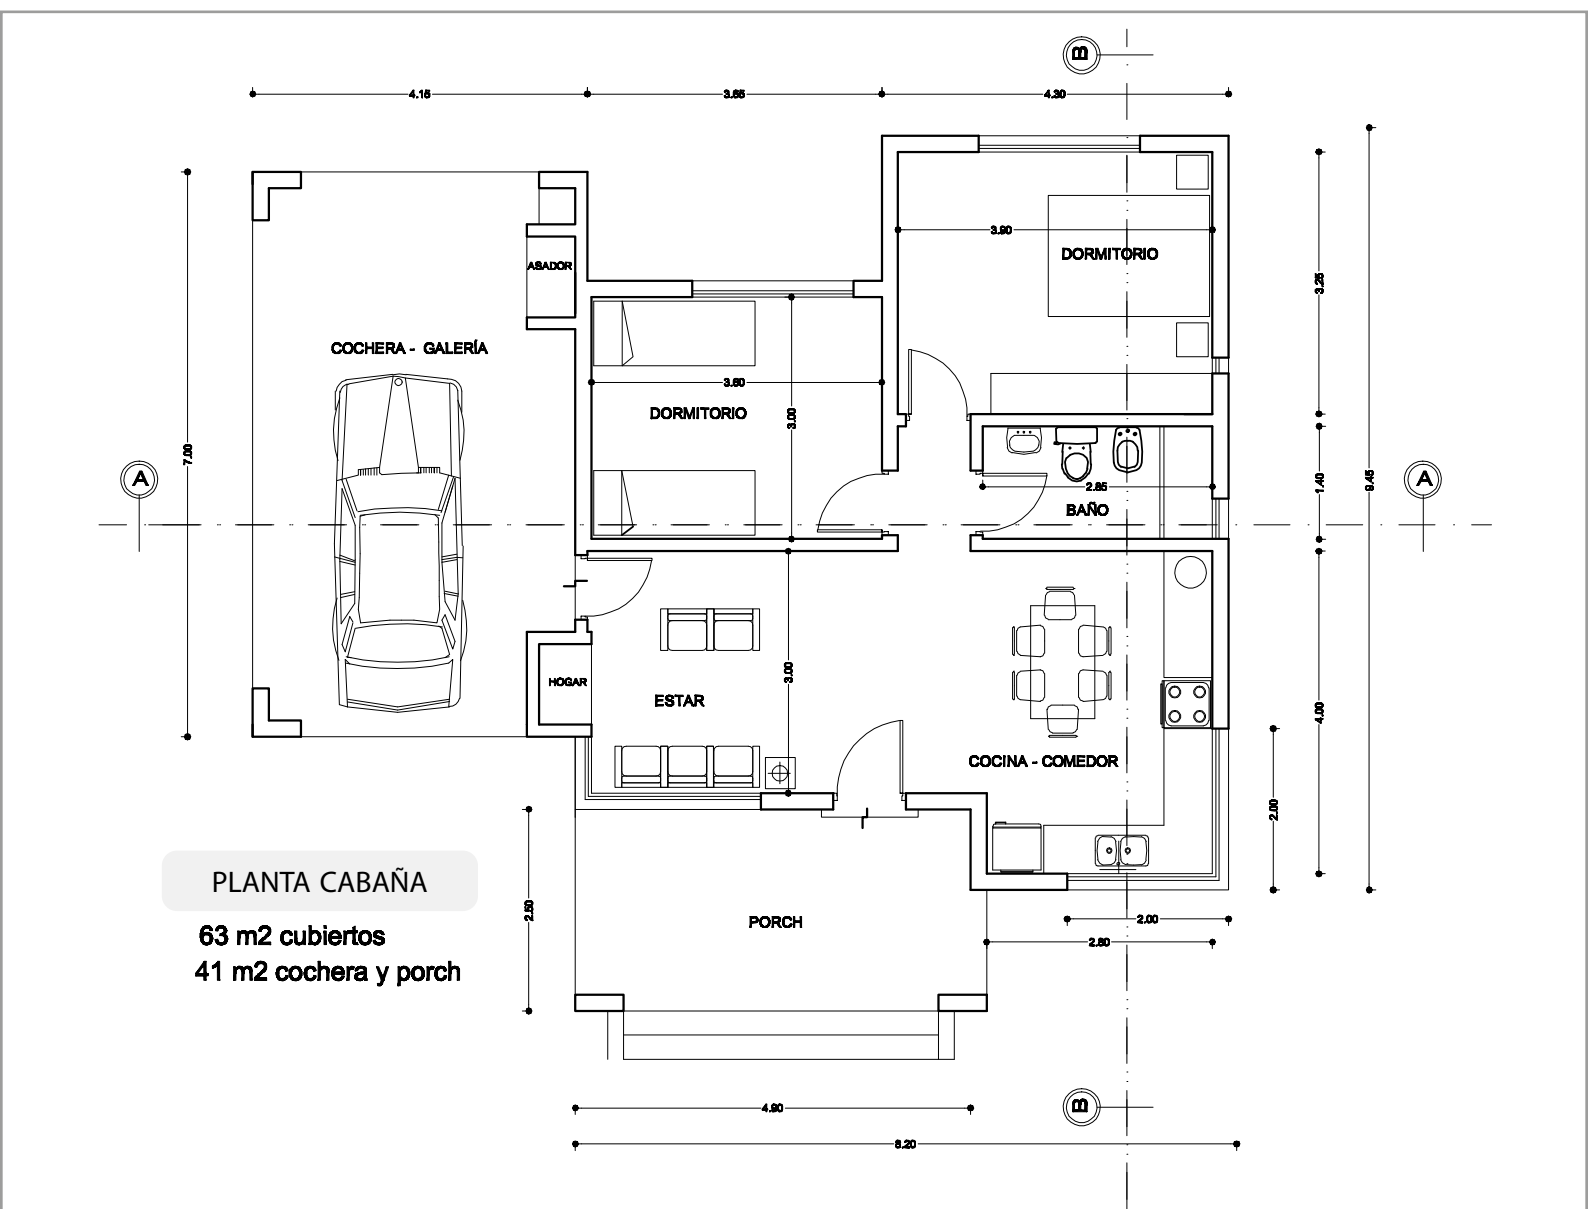 B
4.15
3.65
4.30
3.90
DORMITORIO
ASADOR
3.25
COCHERA - GALERÍA
3.60
DORMITORIO
3.00
7.00
A
9.45
1.40
A
2.85
BAÑO
HOGAR
3.00
ESTAR
4.00
COCINA - COMEDOR
2.00
PLANTA CABAÑA
63 m2 cubiertos
41 m2 cochera y porch
2.50
PORCH
2.00
2.80
4.90
B
8.20